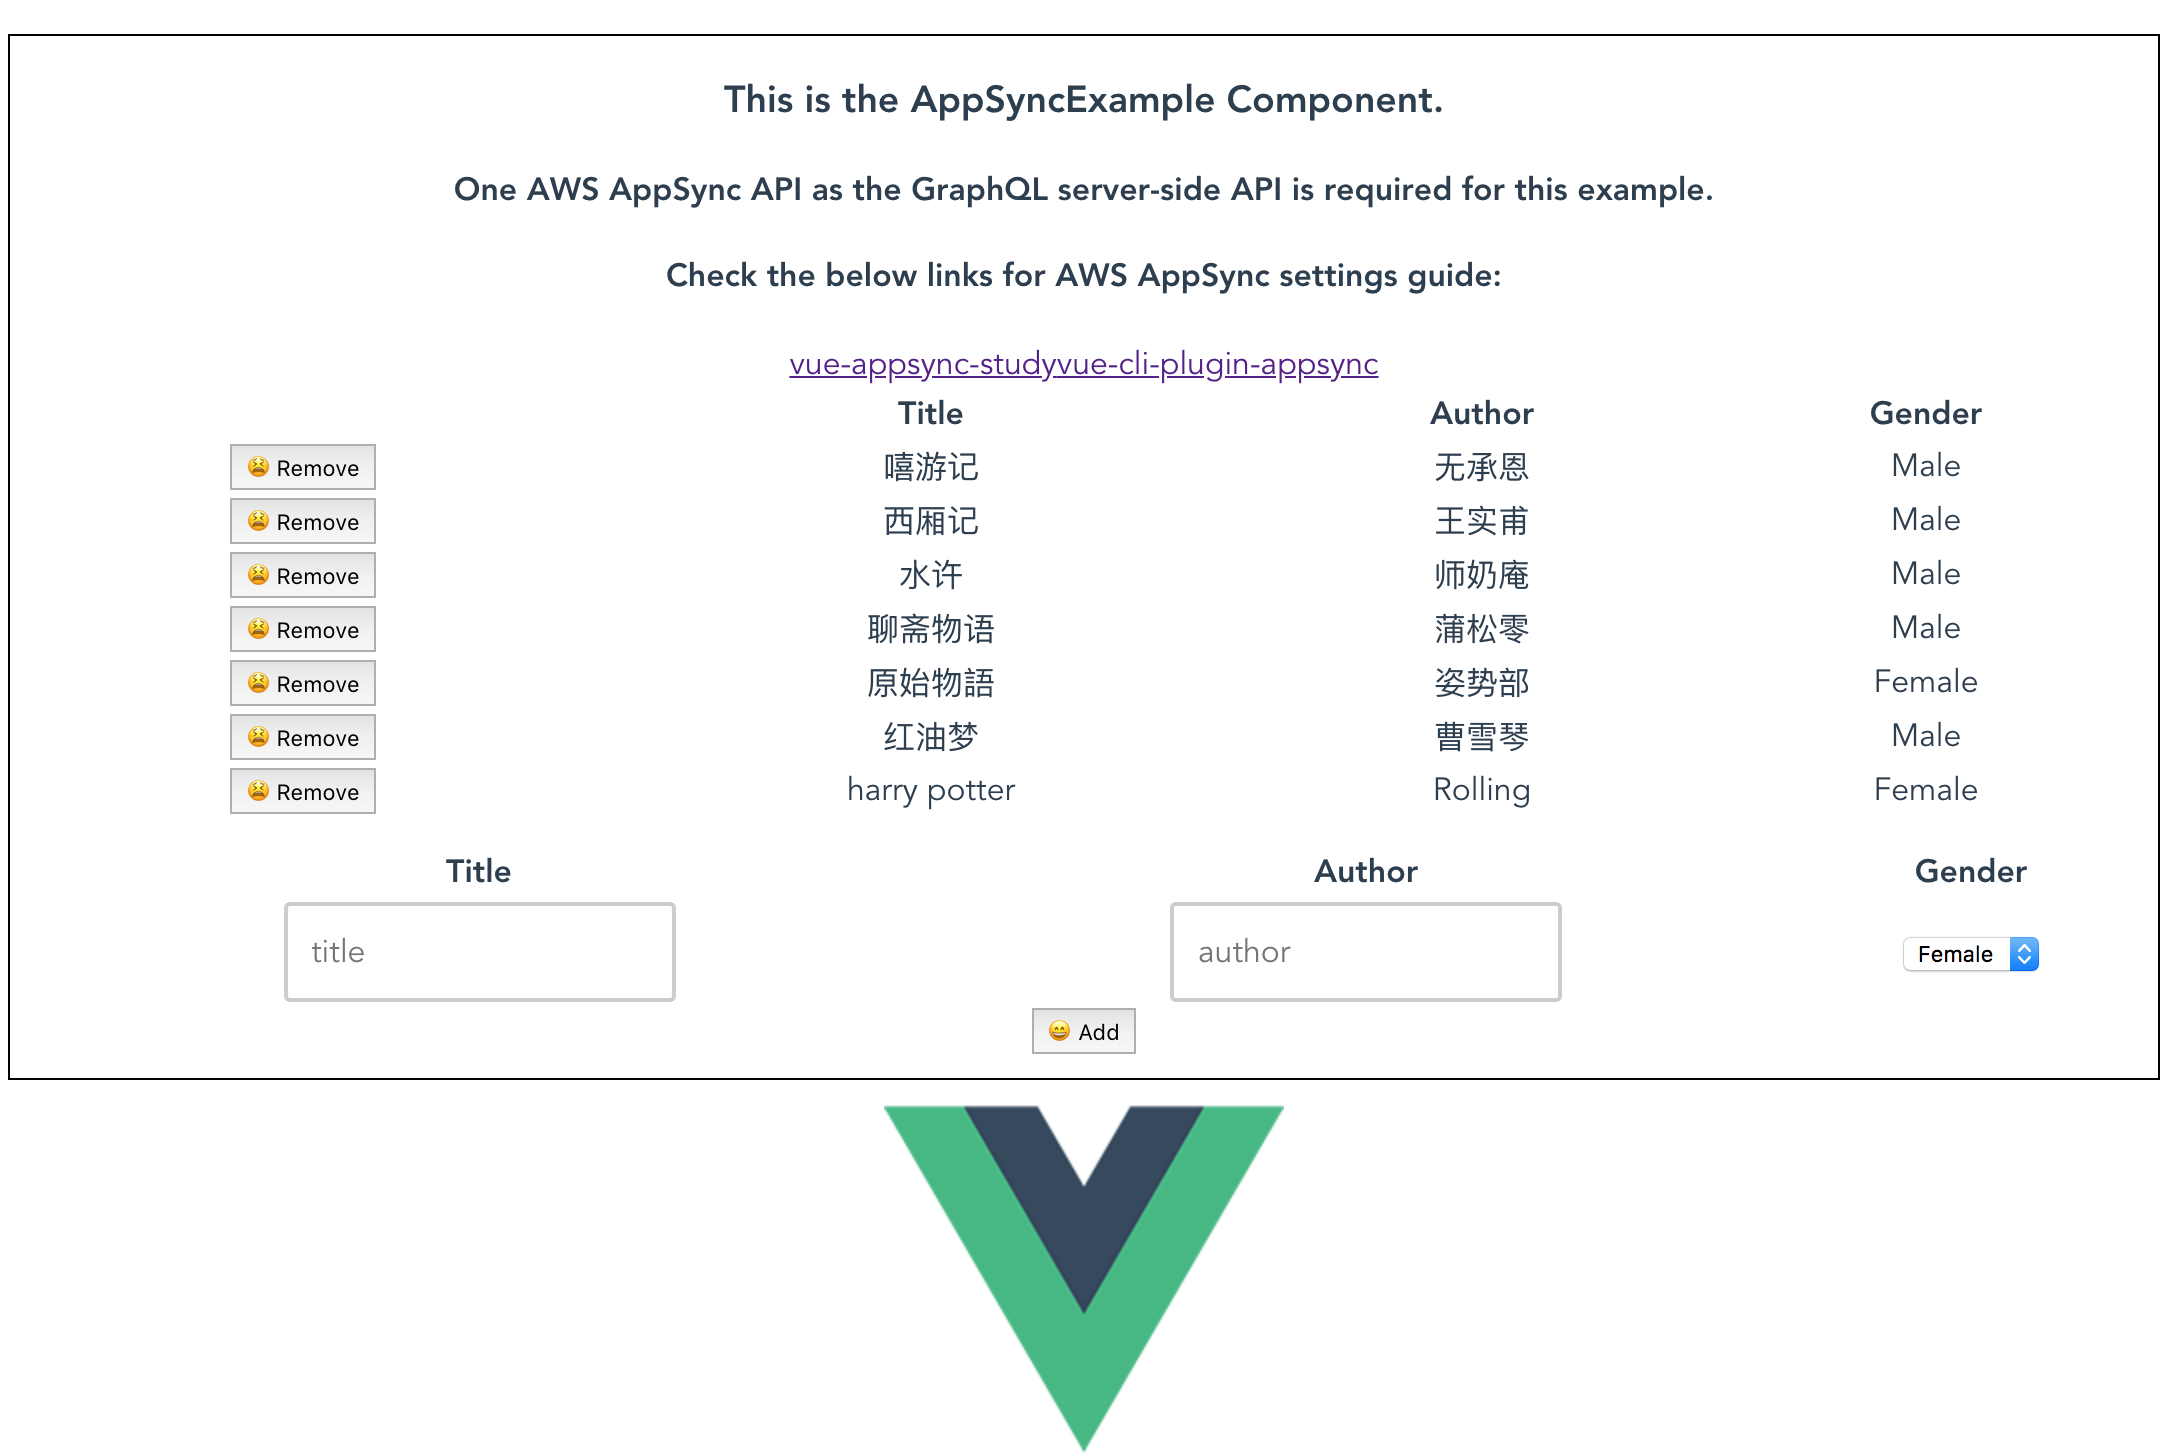 This is the AppSyncExample Component.
One AWS AppSync API as the GraphQL server-side API is required for this example.
Check the below links for AWS AppSync settings guide:
vue-appsync-studyvue-cli-plugin-appsync
Title Author Gender
😫 Remove 嘻游记 无承恩 Male
😫 Remove 西厢记 王实甫 Male
😫 Remove 水许 师奶庵 Male
😫 Remove 聊斋物语 蒲松零 Male
😫 Remove 原始物語 姿势部 Female
😫 Remove 红油梦 曹雪琴 Male
😫 Remove harry potter Rolling Female
Title Author Gender
title author Female
😄 Add